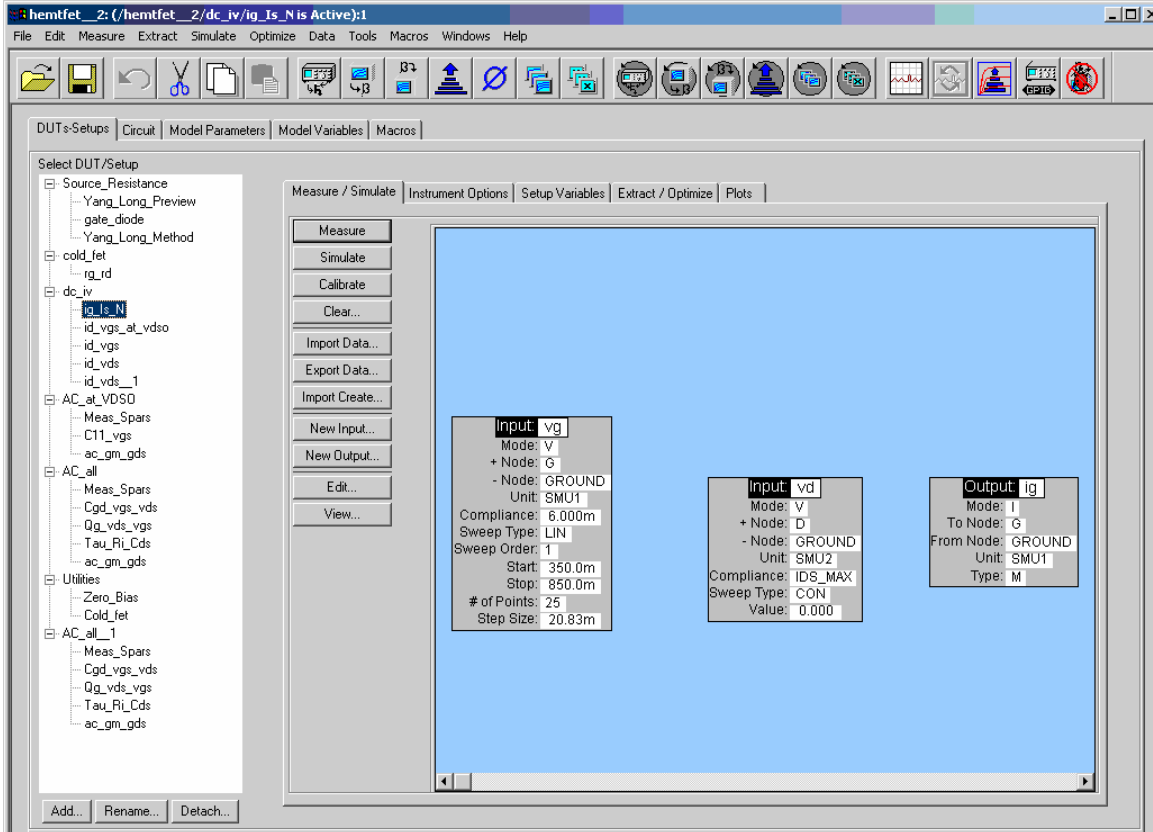 hemtfet__2: (/hemtfet__2/dc_iv/ig_Is_N is Active):1
File Edit Measure Extract Simulate Optimize Data Tools Macros Windows Help
GPIB
DUTs-Setups Circuit Model Parameters Model Variables Macros
Select DUT/Setup
Source_Resistance
Yang_Long_Preview
gate_diode
Yang_Long_Method
cold_fet
rg_rd
dc_iv
ig_Is_N
id_vgs_at_vdso
id_vgs
id_vds
id_vds__1
AC_at_VDSO
Meas_Spars
C11_vgs
ac_gm_gds
AC_all
Meas_Spars
Cgd_vgs_vds
Qg_vds_vgs
Tau_Ri_Cds
ac_gm_gds
Utilities
Zero_Bias
Cold_fet
AC_all__1
Meas_Spars
Cgd_vgs_vds
Qg_vds_vgs
Tau_Ri_Cds
ac_gm_gds
Add... Rename... Detach...
Measure / Simulate Instrument Options Setup Variables Extract / Optimize Plots
Measure
Simulate
Calibrate
Clear...
Import Data...
Export Data...
Import Create...
New Input...
New Output...
Edit...
View...
Input: vg
Mode: V
+ Node: G
- Node: GROUND
Unit: SMU1
Compliance: 6.000m
Sweep Type: LIN
Sweep Order: 1
Start: 350.0m
Stop: 850.0m
# of Points: 25
Step Size: 20.83m
Input: vd
Mode: V
+ Node: D
- Node: GROUND
Unit: SMU2
Compliance: IDS_MAX
Sweep Type: CON
Value: 0.000
Output: ig
Mode: I
To Node: G
From Node: GROUND
Unit: SMU1
Type: M